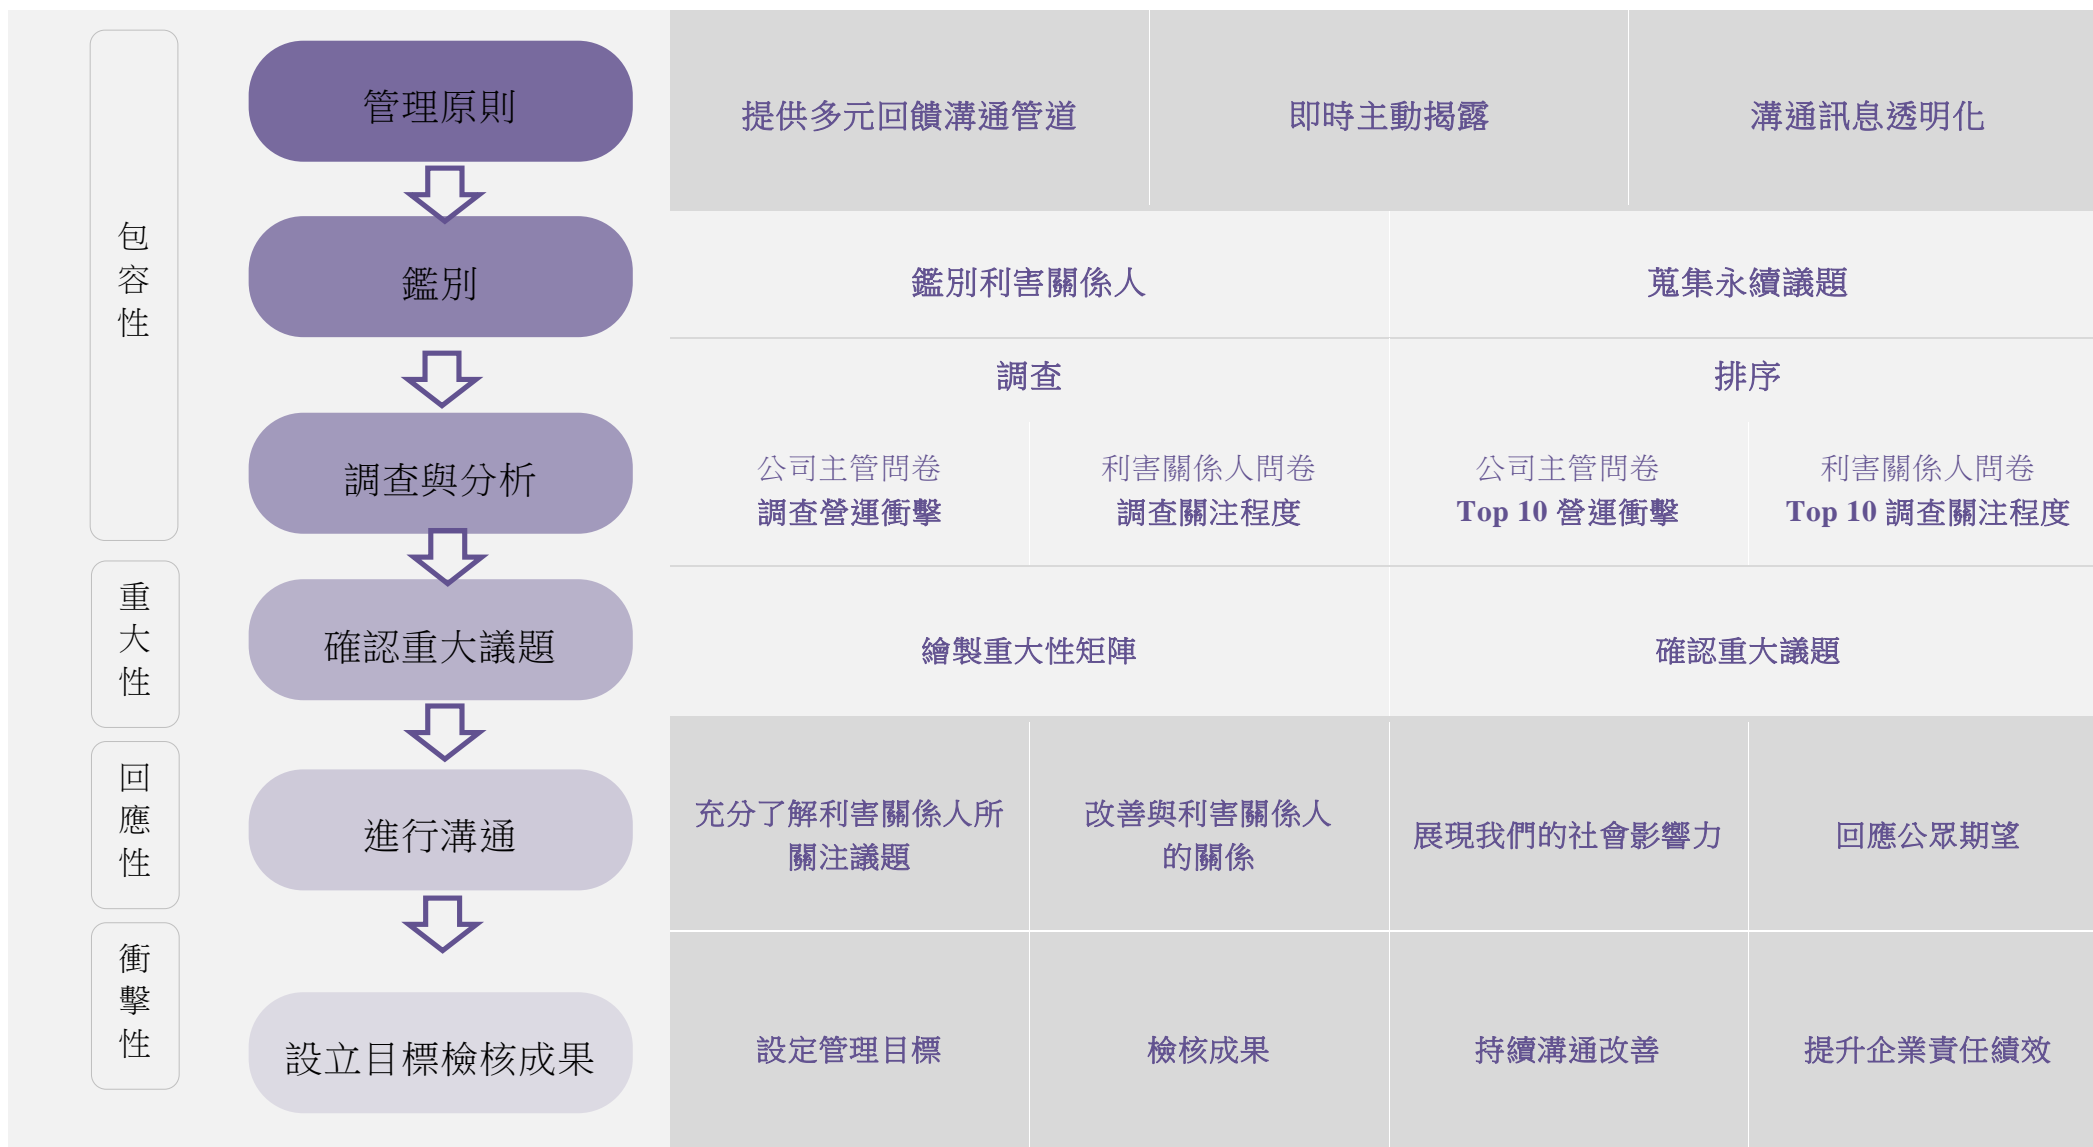 包容性
管理原則
提供多元回饋溝通管道
即時主動揭露
溝通訊息透明化
鑑別
鑑別利害關係人
蒐集永續議題
調查與分析
調查
排序
公司主管問卷
調查營運衝擊
利害關係人問卷
調查關注程度
公司主管問卷
Top 10 營運衝擊
利害關係人問卷
Top 10 調查關注程度
重大性
確認重大議題
繪製重大性矩陣
確認重大議題
回應性
進行溝通
充分了解利害關係人所
關注議題
改善與利害關係人
的關係
展現我們的社會影響力
回應公眾期望
衝擊性
設立目標檢核成果
設定管理目標
檢核成果
持續溝通改善
提升企業責任績效